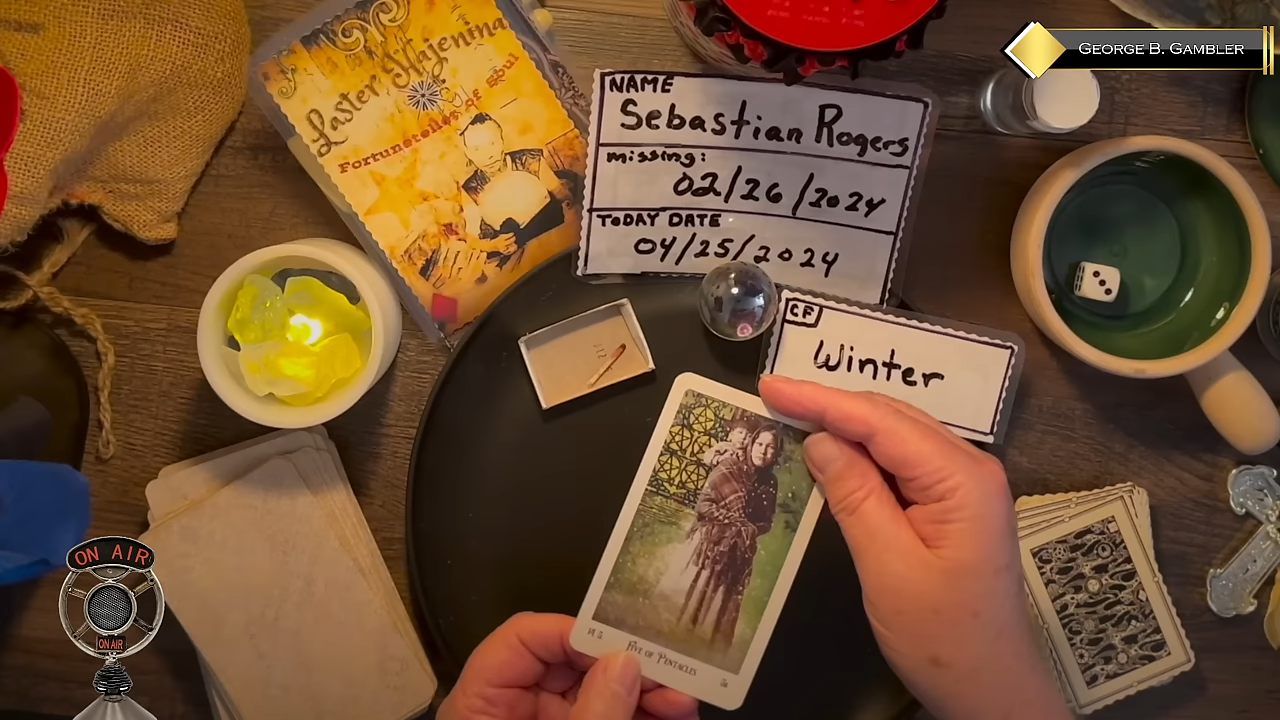 GEORGE B. GAMBLER
Laster Majenina
Fortuneteller of Soul
NAME
Sebastian Rogers
missing:
02/26/2024
TODAY DATE
04/25/2024
CF
Winter
FIVE OF PENTACLES
ON AIR
ON AIR